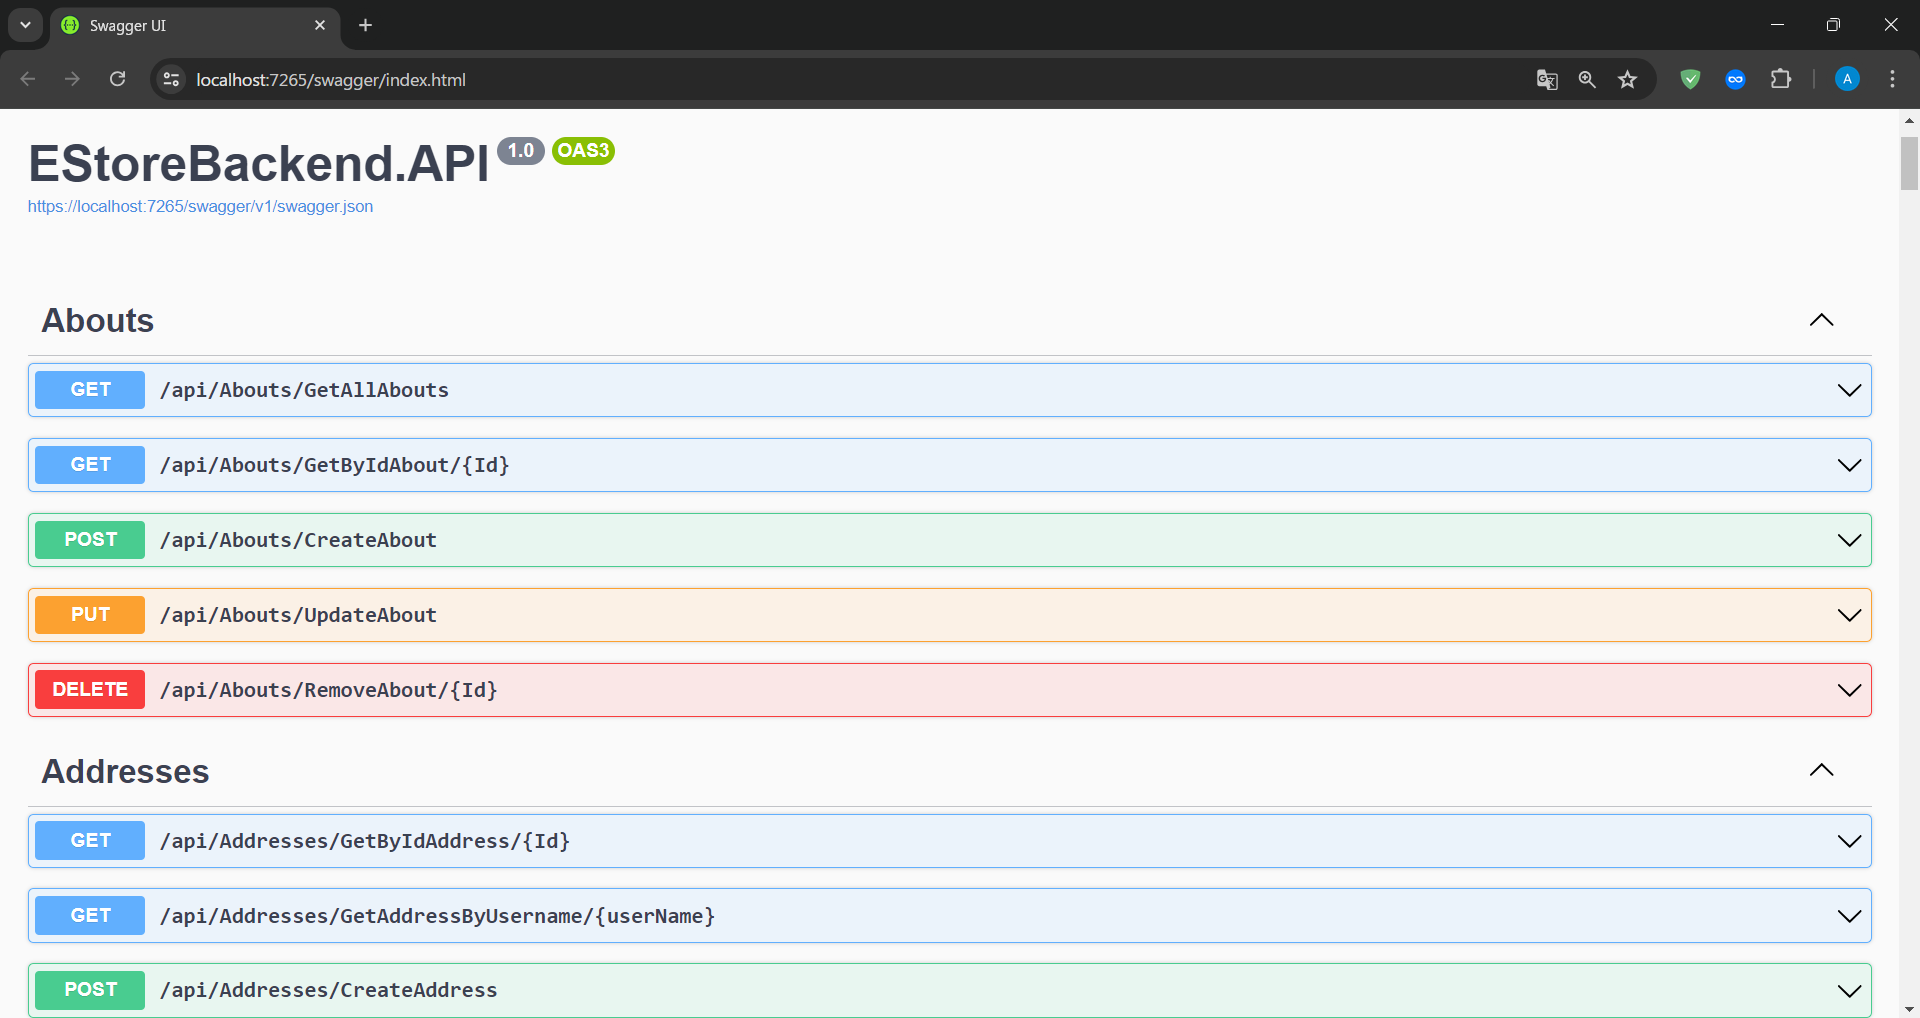 Swagger UI
localhost:7265/swagger/index.html
A
EStoreBackend.API 1.0 OAS3
https://localhost:7265/swagger/v1/swagger.json
Abouts
GET /api/Abouts/GetAllAbouts
GET /api/Abouts/GetByIdAbout/{Id}
POST /api/Abouts/CreateAbout
PUT /api/Abouts/UpdateAbout
DELETE /api/Abouts/RemoveAbout/{Id}
Addresses
GET /api/Addresses/GetByIdAddress/{Id}
GET /api/Addresses/GetAddressByUsername/{userName}
POST /api/Addresses/CreateAddress